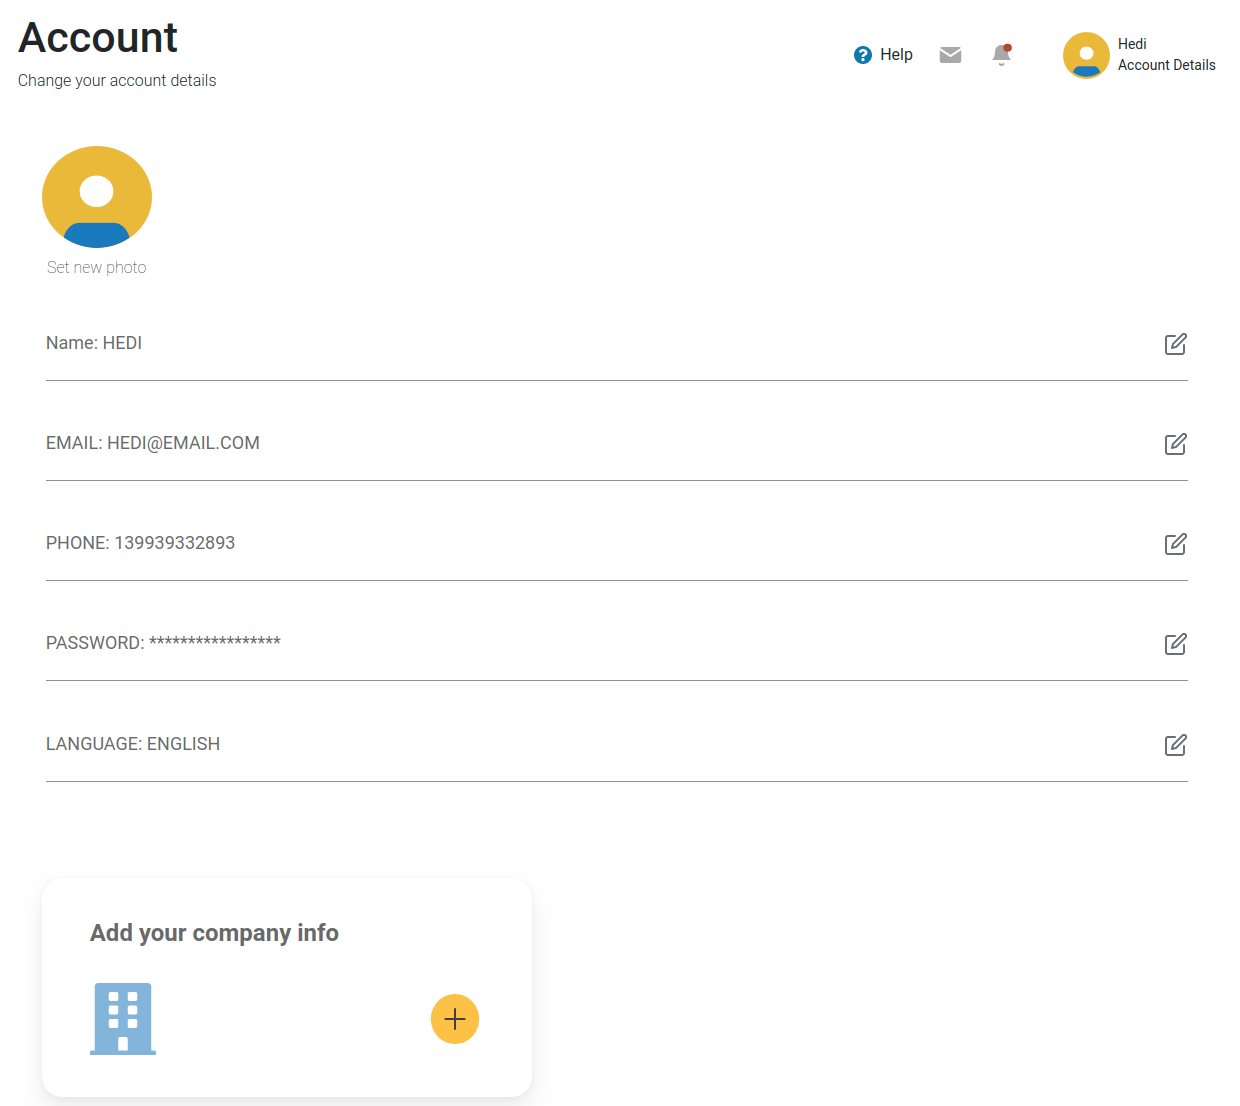 Account
Change your account details
Help
Hedi
Account Details
Set new photo
Name: HEDI
EMAIL: HEDI@EMAIL.COM
PHONE: 139939332893
PASSWORD: *****************
LANGUAGE: ENGLISH
Add your company info